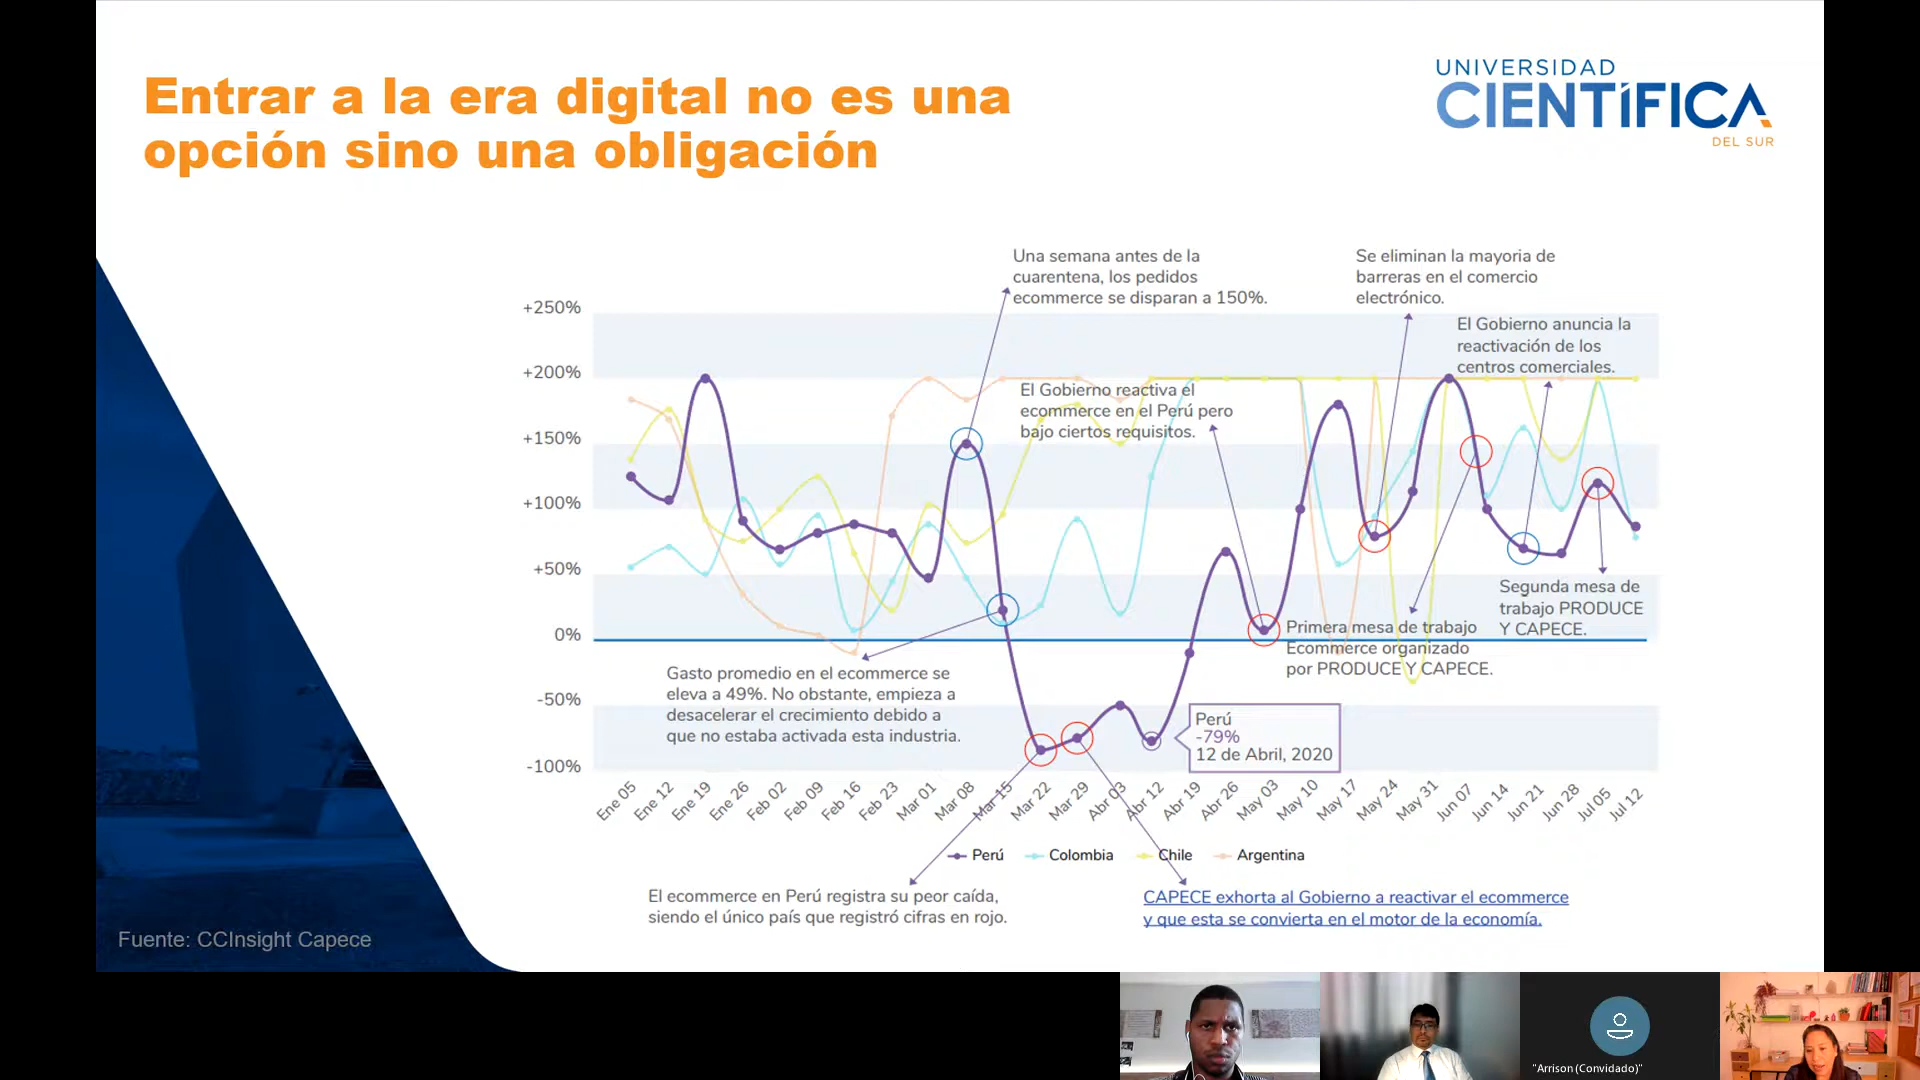 Entrar a la era digital no es una
opción sino una obligación
UNIVERSIDAD
CIENTÍFICA
DEL SUR
Una semana antes de la
cuarentena, los pedidos
ecommerce se disparan a 150%.
Se eliminan la mayoria de
barreras en el comercio
electrónico.
El Gobierno anuncia la
reactivación de los
centros comerciales.
El Gobierno reactiva el
ecommerce en el Perú pero
bajo ciertos requisitos.
+250%
+200%
+150%
+100%
+50%
0%
-50%
-100%
Segunda mesa de
trabajo PRODUCE
Y CAPECE.
Primera mesa de trabajo
Ecommerce organizado
por PRODUCE Y CAPECE.
Gasto promedio en el ecommerce se
eleva a 49%. No obstante, empieza a
desacelerar el crecimiento debido a
que no estaba activada esta industria.
Perú
-79%
12 de Abril, 2020
Ene 05
Ene 12
Ene 19
Ene 26
Feb 02
Feb 09
Feb 16
Feb 23
Mar 01
Mar 08
Mar 15
Mar 22
Mar 29
Abr 03
Abr 12
Abr 19
Abr 26
May 03
May 10
May 17
May 24
May 31
Jun 07
Jun 14
Jun 21
Jun 28
Jul 05
Jul 12
Perú Colombia Chile Argentina
El ecommerce en Perú registra su peor caída,
siendo el único país que registró cifras en rojo.
CAPECE exhorta al Gobierno a reactivar el ecommerce
y que esta se convierta en el motor de la economía.
Fuente: CCInsight Capece
"Arrison (Convidado)"